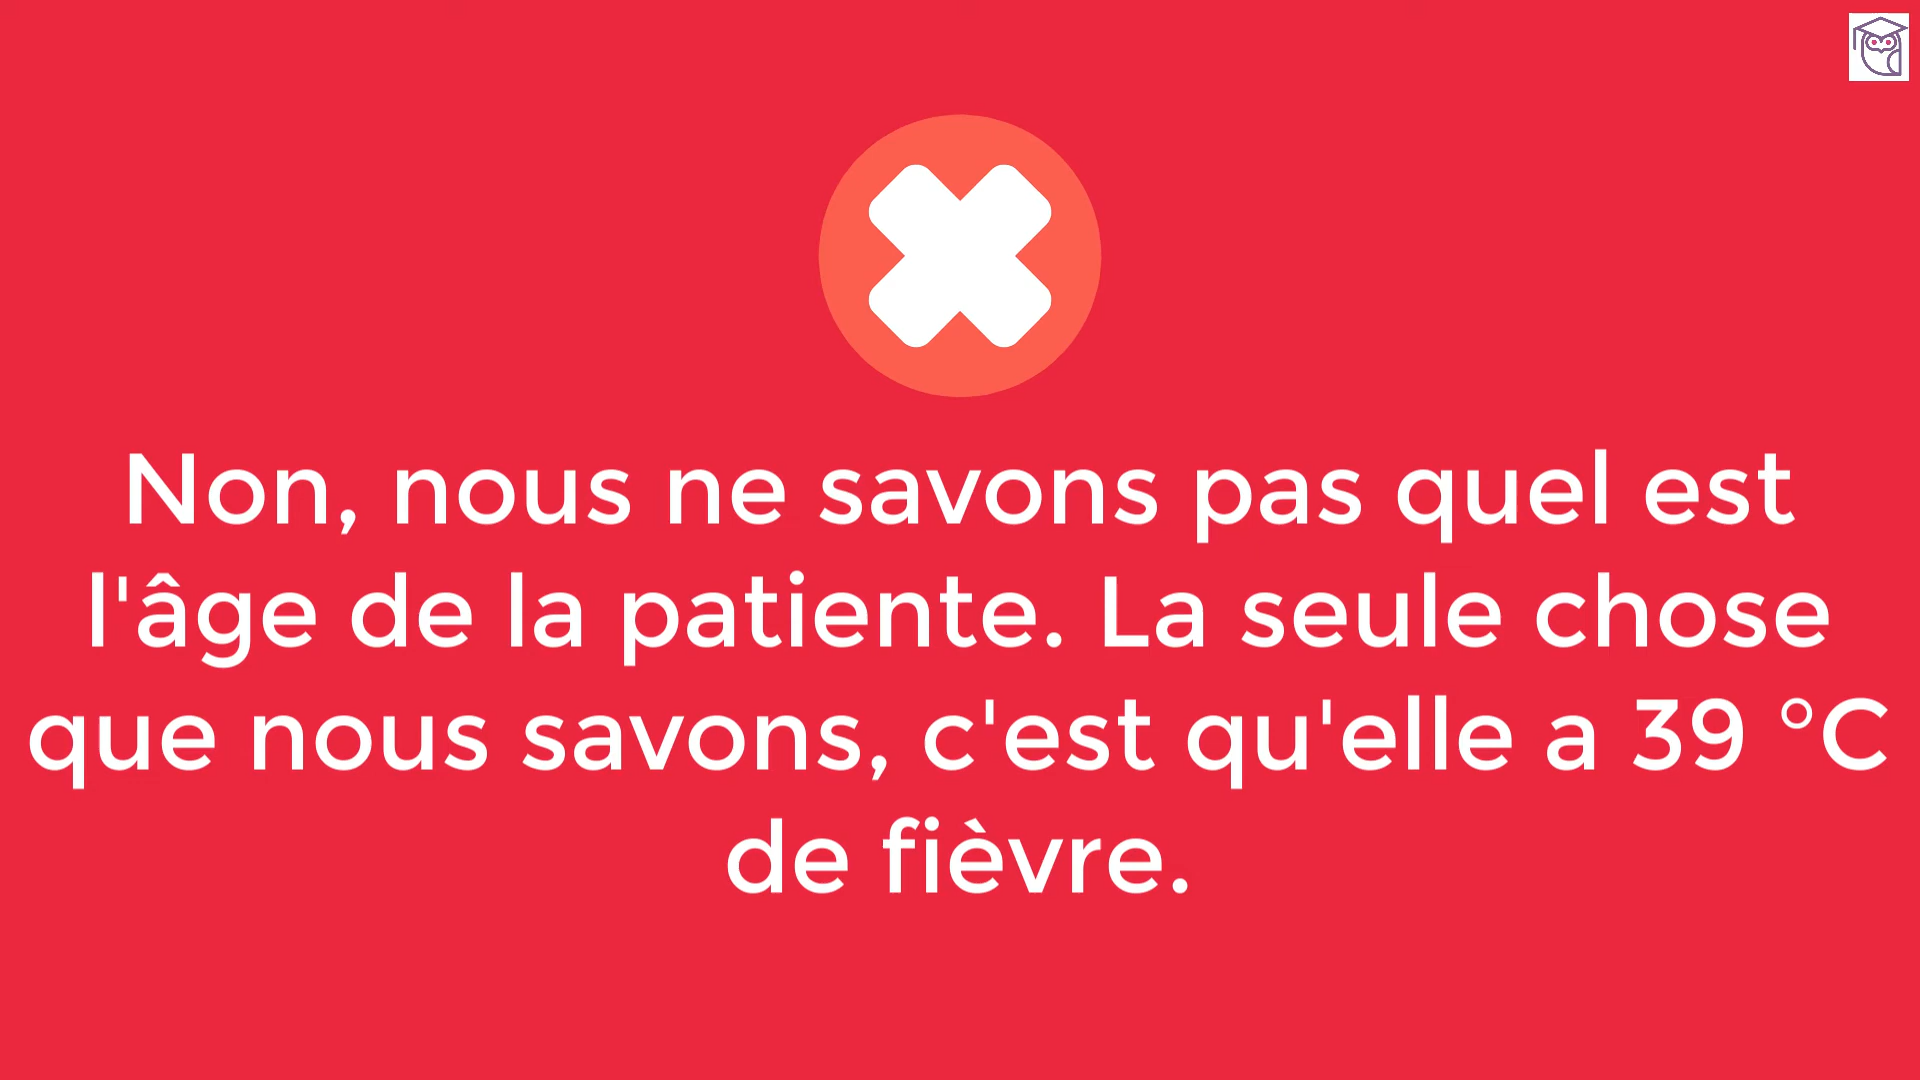 Non, nous ne savons pas quel est
l'âge de la patiente. La seule chose
que nous savons, c'est qu'elle a 39 °C
de fièvre.